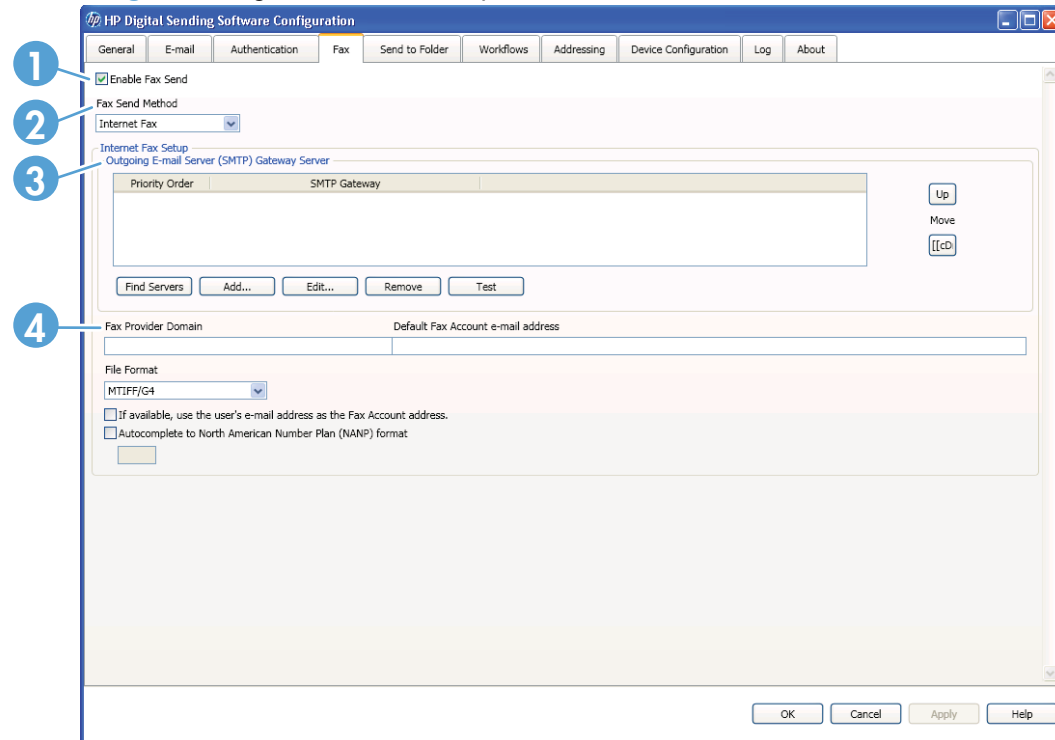 HP Digital Sending Software Configuration
General E-mail Authentication Fax Send to Folder Workflows Addressing Device Configuration Log About
1
Enable Fax Send
2
Fax Send Method
Internet Fax
Internet Fax Setup
3
Outgoing E-mail Server (SMTP) Gateway Server
Priority Order SMTP Gateway
Up
Move
[[cD
Find Servers Add... Edit... Remove Test
4
Fax Provider Domain Default Fax Account e-mail address
File Format
MTIFF/G4
If available, use the user's e-mail address as the Fax Account address.
Autocomplete to North American Number Plan (NANP) format
OK Cancel Apply Help